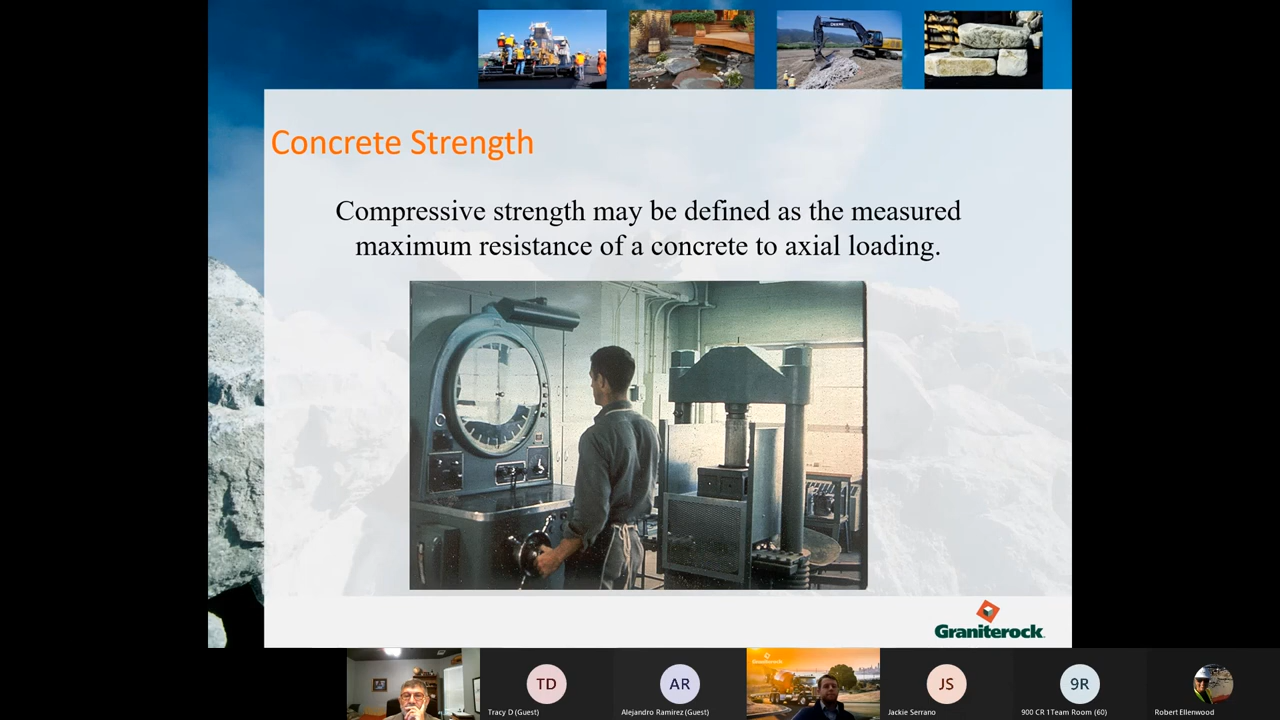 Concrete Strength
Compressive strength may be defined as the measured
maximum resistance of a concrete to axial loading.
Graniterock
Graniterock
TD
AR
JS
9R
Tracy D (Guest)
Alejandro Ramirez (Guest)
Jackie Serrano
900 CR 1Team Room (60)
Robert Ellenwood